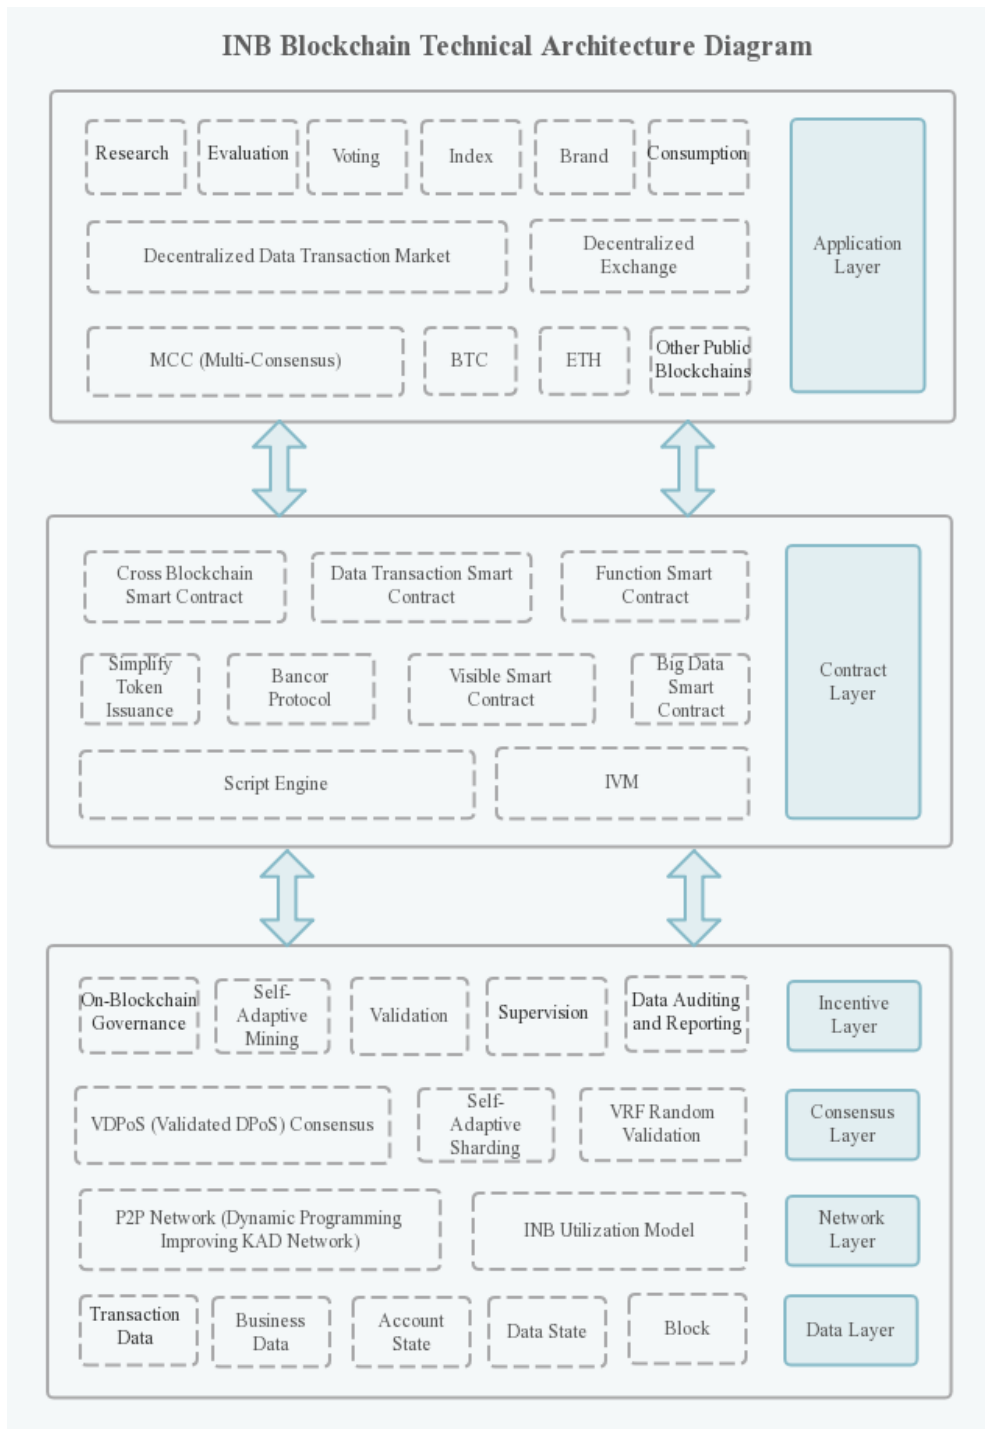 INB Blockchain Technical Architecture Diagram
Research
Evaluation
Voting
Index
Brand
Consumption
Decentralized Data Transaction Market
Decentralized
Exchange
MCC (Multi-Consensus)
BTC
ETH
Other Public
Blockchains
Application
Layer
Cross Blockchain
Smart Contract
Data Transaction Smart
Contract
Function Smart
Contract
Simplify
Token
Issuance
Bancor
Protocol
Visible Smart
Contract
Big Data
Smart
Contract
Script Engine
IVM
Contract
Layer
On-Blockchain
Governance
Self-
Adaptive
Mining
Validation
Supervision
Data Auditing
and Reporting
Incentive
Layer
VDPoS (Validated DPoS) Consensus
Self-
Adaptive
Sharding
VRF Random
Validation
Consensus
Layer
P2P Network (Dynamic Programming
Improving KAD Network)
INB Utilization Model
Network
Layer
Transaction
Data
Business
Data
Account
State
Data State
Block
Data Layer